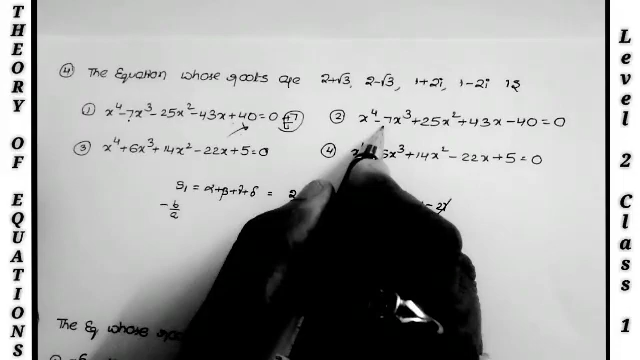 THEORY OF EQUATIONS
④ The Equation whose roots are 2+√3, 2-√3, 1+2i, 1-2i is
① x⁴-7x³-25x²-43x+40=0 +7
② x⁴-7x³+25x²+43x-40=0
③ x⁴+6x³+14x²-22x+5=0
④ 6x³+14x²-22x+5=0
S₁ = α+β+γ+δ = 2
-b/a
The Eq whose
Level 2 Class 1